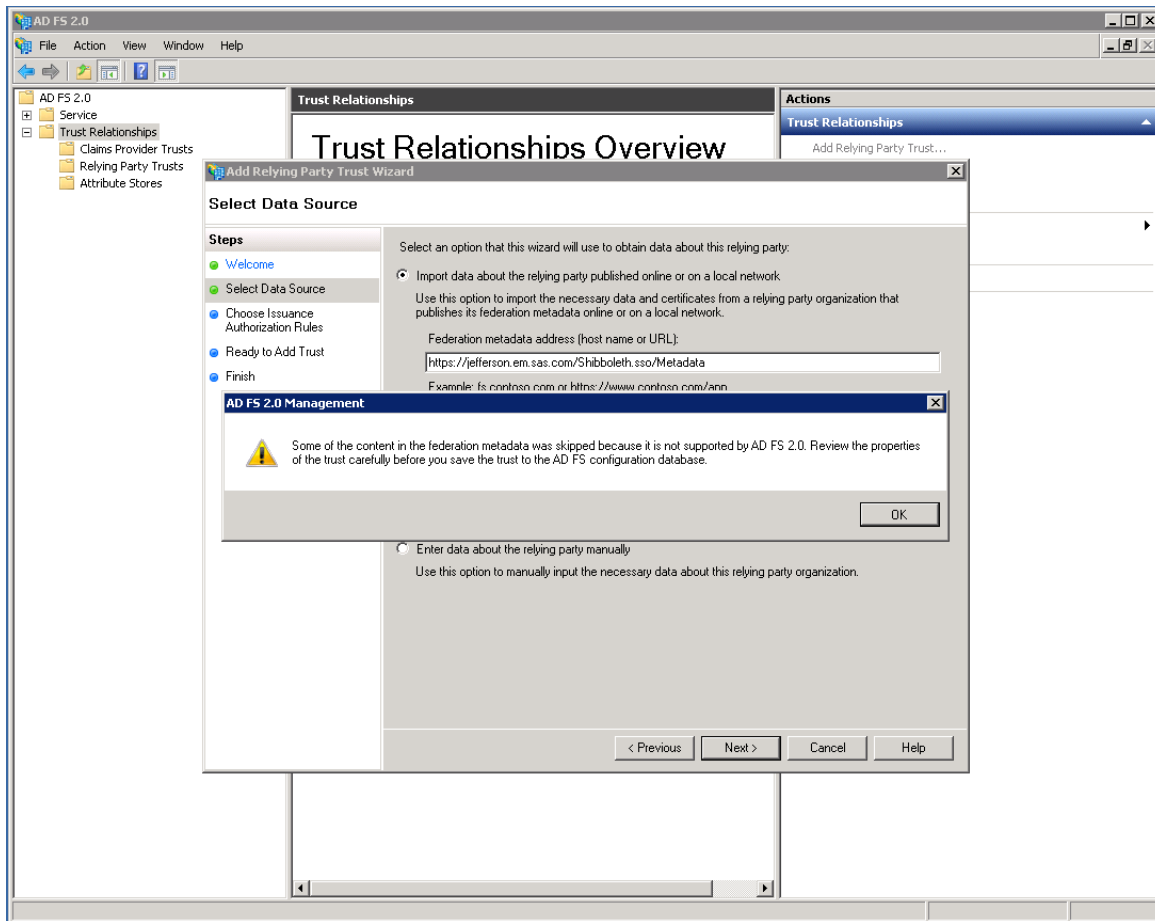 AD FS 2.0
File Action View Window Help
AD FS 2.0
Service
Trust Relationships
Claims Provider Trusts
Relying Party Trusts
Attribute Stores
Trust Relationships
Trust Relationships Overview
Actions
Trust Relationships
Add Relying Party Trust...
Add Relying Party Trust Wizard
Select Data Source
Steps
Welcome
Select Data Source
Choose Issuance
Authorization Rules
Ready to Add Trust
Finish
Select an option that this wizard will use to obtain data about this relying party:
Import data about the relying party published online or on a local network
Use this option to import the necessary data and certificates from a relying party organization that
publishes its federation metadata online or on a local network.
Federation metadata address (host name or URL):
https://jefferson.em.sas.com/Shibboleth.sso/Metadata
Example: fs.contoso.com or https://www.contoso.com/app
AD FS 2.0 Management
Some of the content in the federation metadata was skipped because it is not supported by AD FS 2.0. Review the properties
of the trust carefully before you save the trust to the AD FS configuration database.
OK
Enter data about the relying party manually
Use this option to manually input the necessary data about this relying party organization.
< Previous Next > Cancel Help